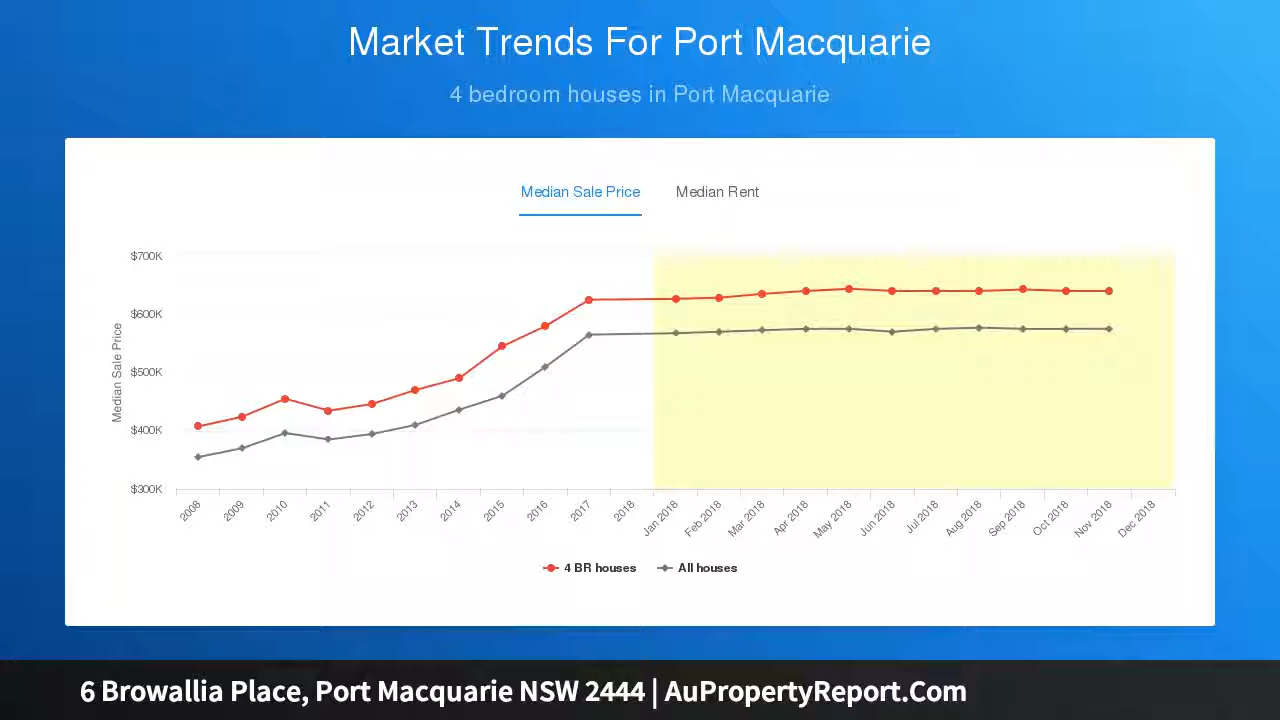 Market Trends For Port Macquarie
4 bedroom houses in Port Macquarie
Median Sale Price Median Rent
Median Sale Price
$700K
$600K
$500K
$400K
$300K
2008 2009 2010 2011 2012 2013 2014 2015 2016 2017 2018 Jan 2018 Feb 2018 Mar 2018 Apr 2018 May 2018 Jun 2018 Jul 2018 Aug 2018 Sep 2018 Oct 2018 Nov 2018 Dec 2018
4 BR houses All houses
6 Browallia Place, Port Macquarie NSW 2444 | AuPropertyReport.Com